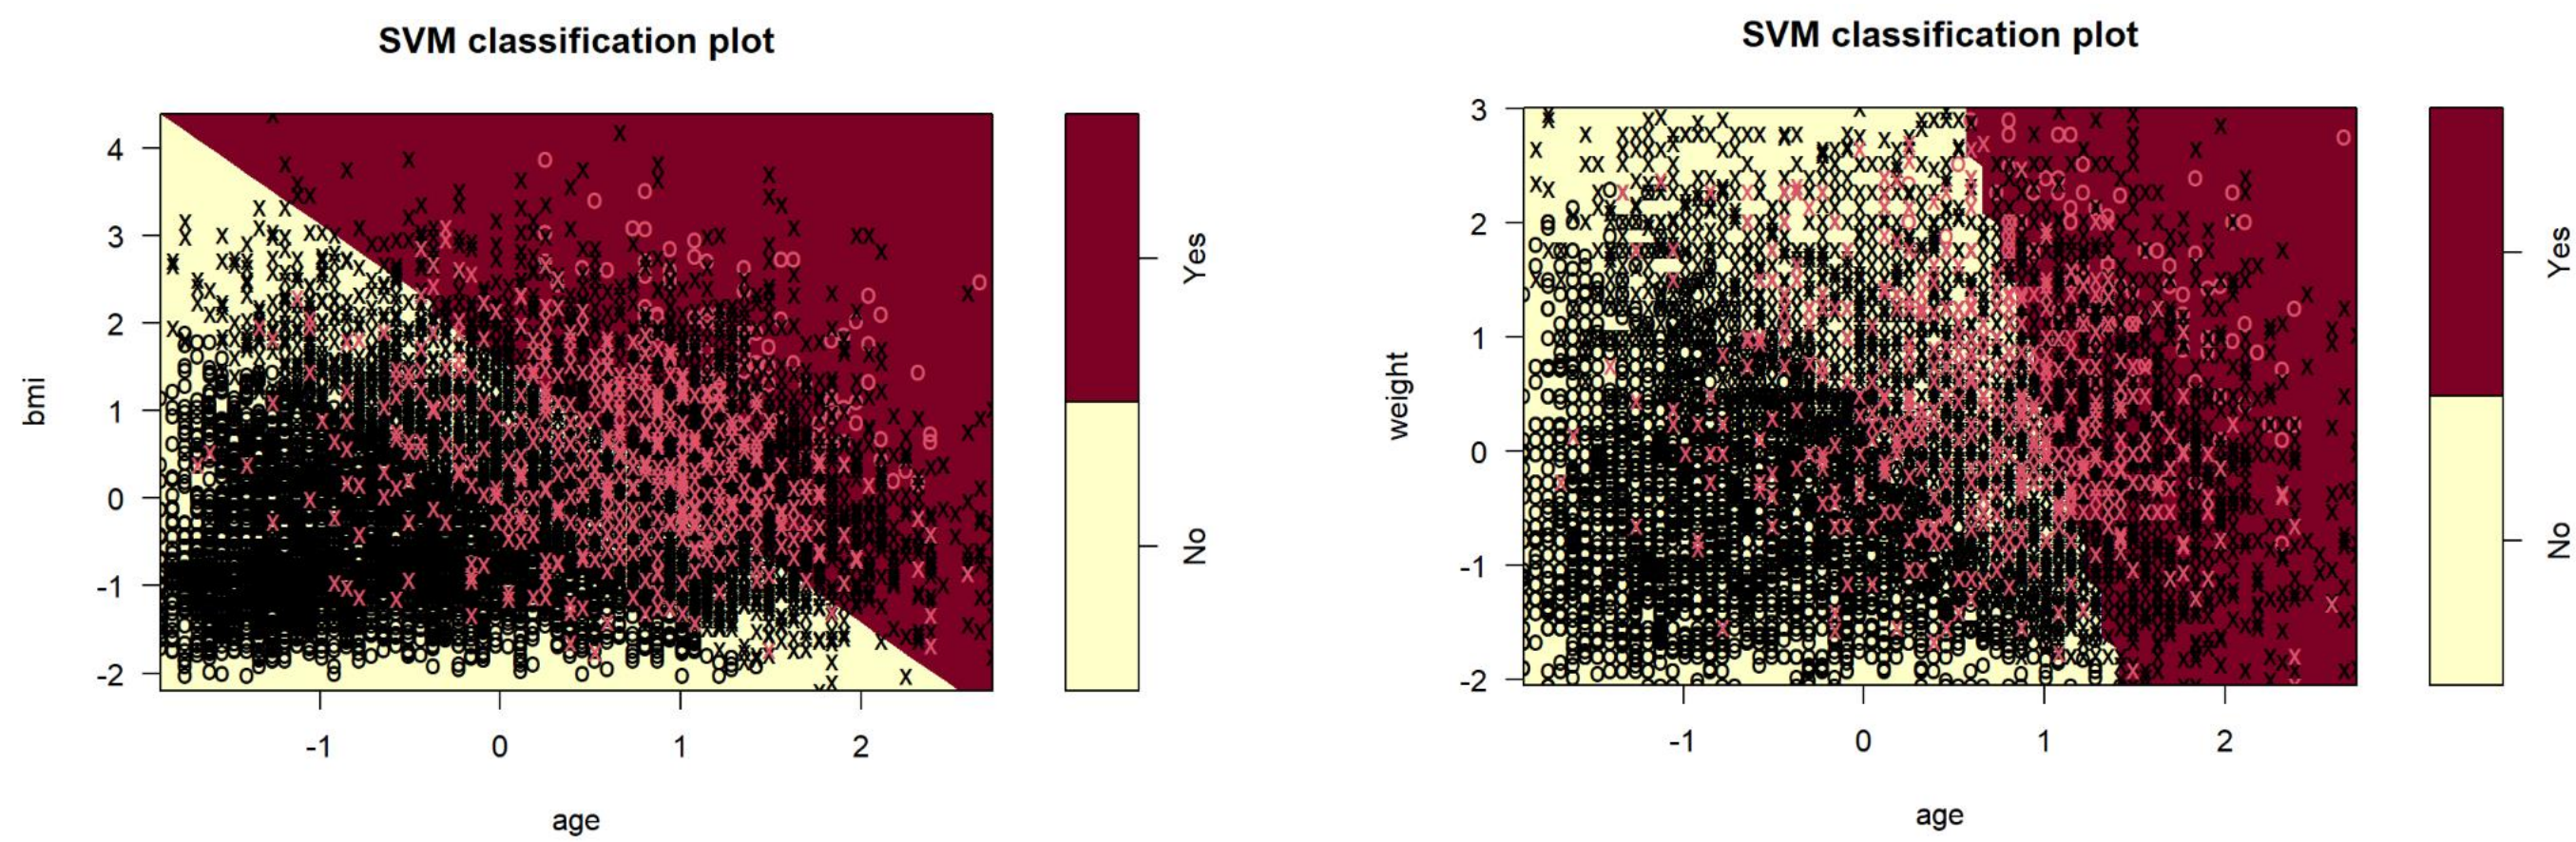 SVM classification plot
4
3
2
1
0
-1
-2
bmi
-1
0
1
2
age
Yes
No
SVM classification plot
3
2
1
0
-1
-2
weight
-1
0
1
2
age
Yes
No